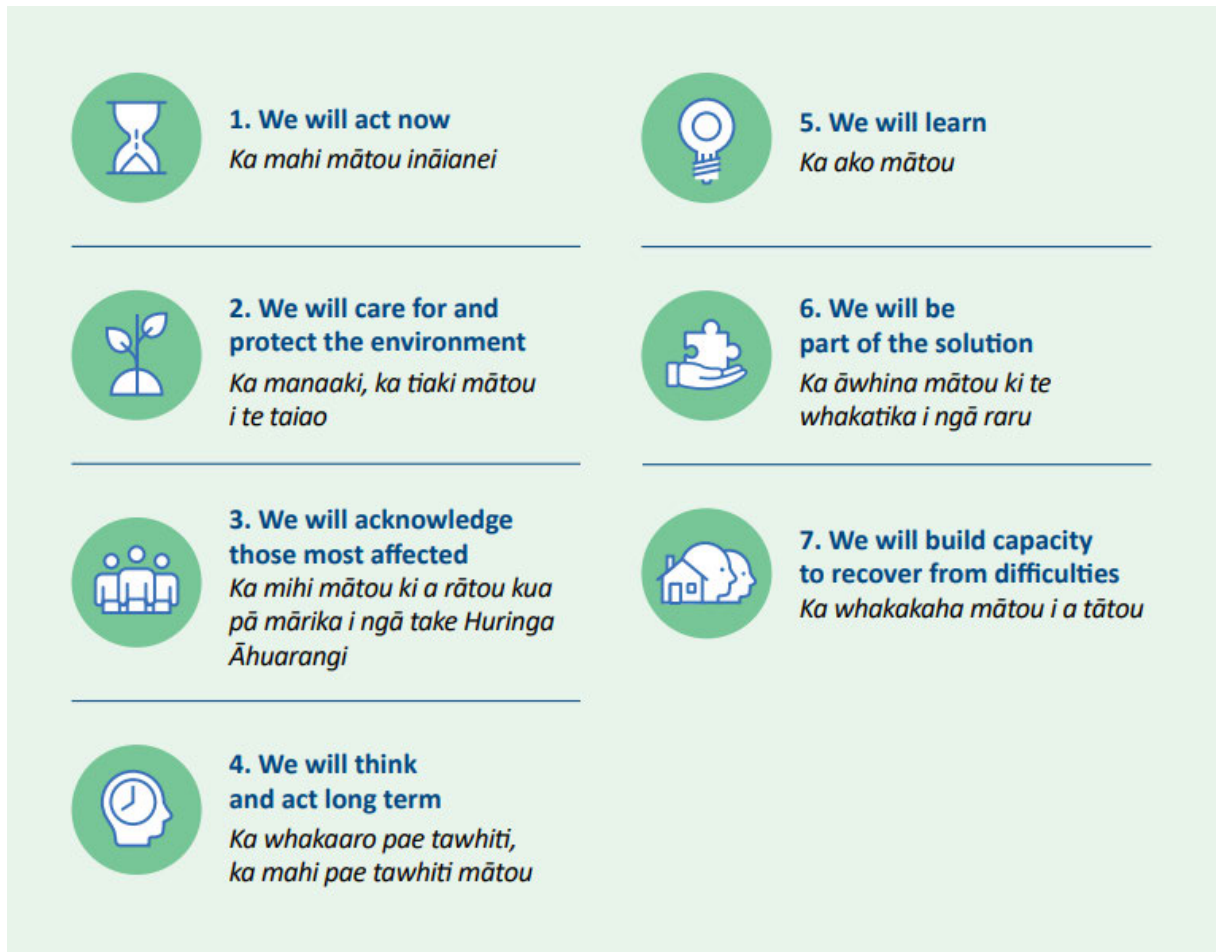 1. We will act now
Ka mahi mātou ināianei
2. We will care for and
protect the environment
Ka manaaki, ka tiaki mātou
i te taiao
3. We will acknowledge
those most affected
Ka mihi mātou ki a rātou kua
pā mārika i ngā take Huringa
Āhuarangi
4. We will think
and act long term
Ka whakaaro pae tawhiti,
ka mahi pae tawhiti mātou
5. We will learn
Ka ako mātou
6. We will be
part of the solution
Ka āwhina mātou ki te
whakatika i ngā raru
7. We will build capacity
to recover from difficulties
Ka whakakaha mātou i a tātou